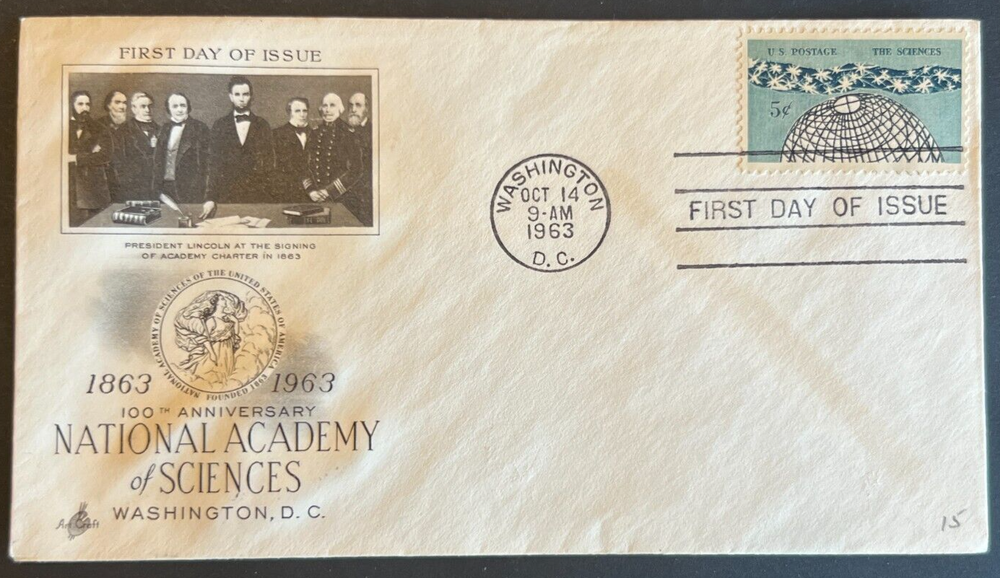 FIRST DAY OF ISSUE
PRESIDENT LINCOLN AT THE SIGNING
OF ACADEMY CHARTER IN 1863
NATIONAL ACADEMY OF SCIENCES OF THE UNITED STATES OF AMERICA
FOUNDED 1863
1863 1963
100TH ANNIVERSARY
NATIONAL ACADEMY
of SCIENCES
WASHINGTON, D. C.
Art Craft
WASHINGTON
OCT 14
9-AM
1963
D. C.
U S POSTAGE THE SCIENCES
5¢
FIRST DAY OF ISSUE
15